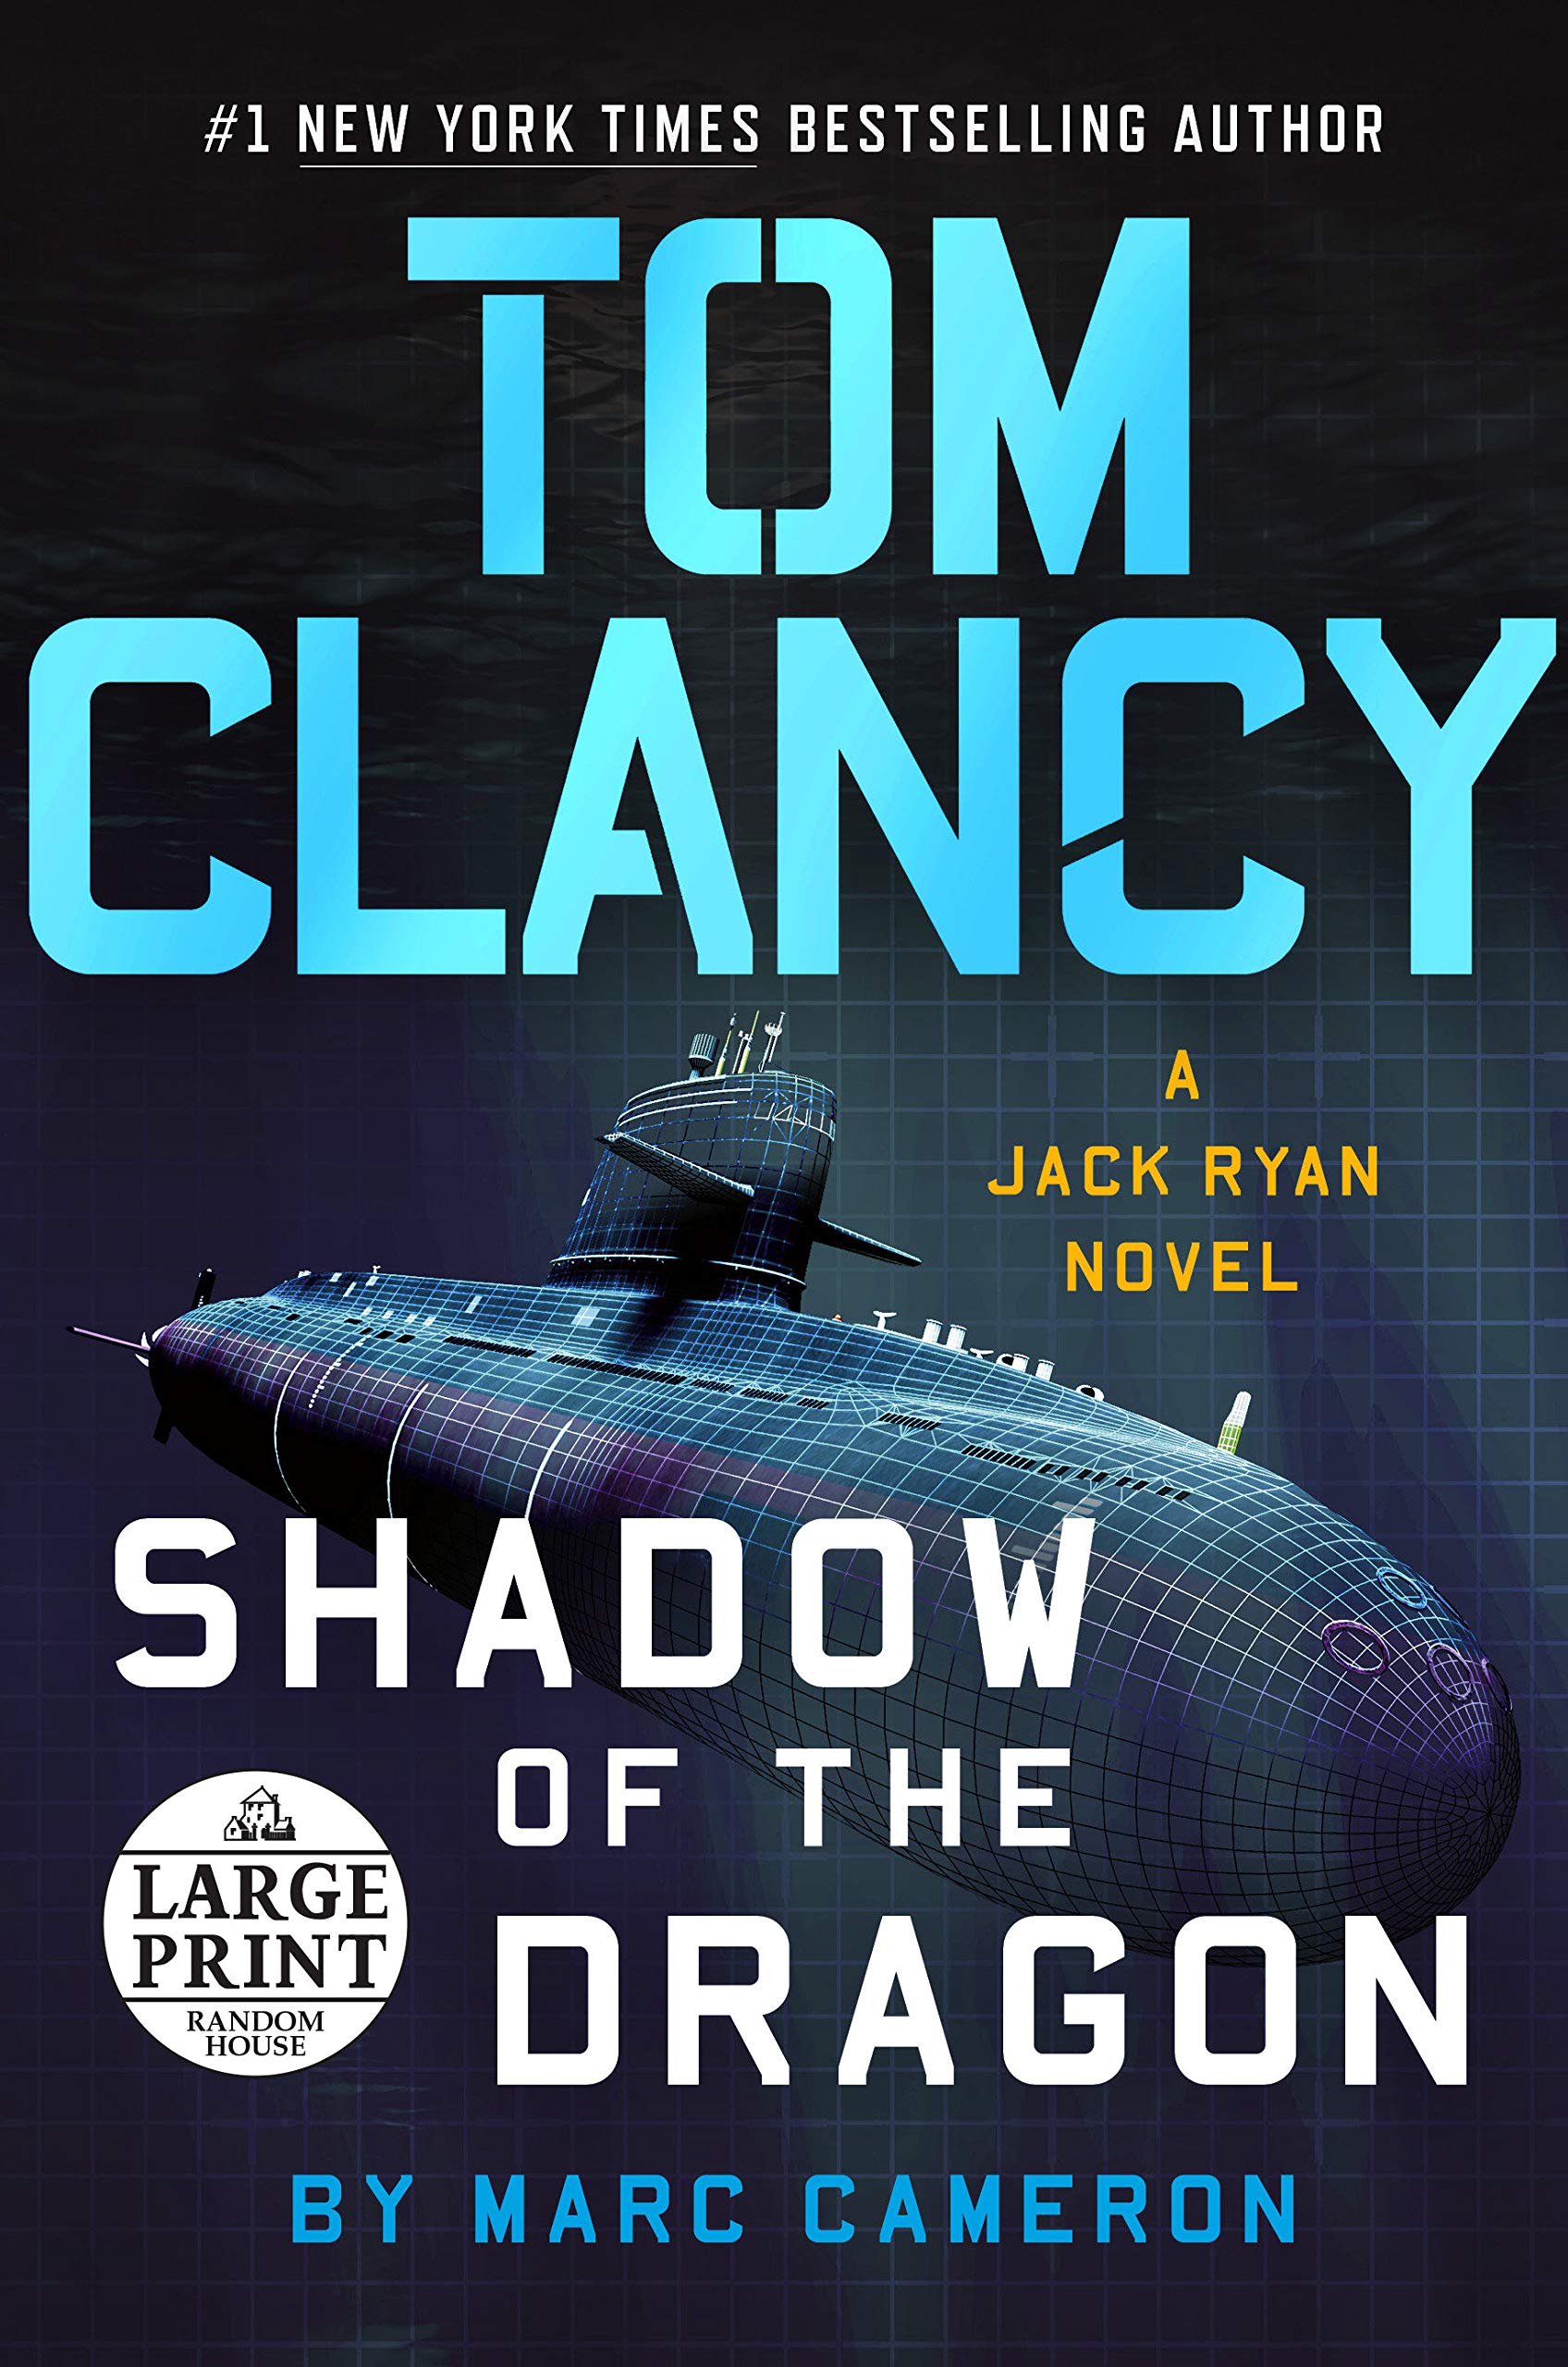 #1 NEW YORK TIMES BESTSELLING AUTHOR
TOM
CLANCY
A
JACK RYAN
NOVEL
SHADOW
OF THE
DRAGON
LARGE
PRINT
RANDOM
HOUSE
BY MARC CAMERON